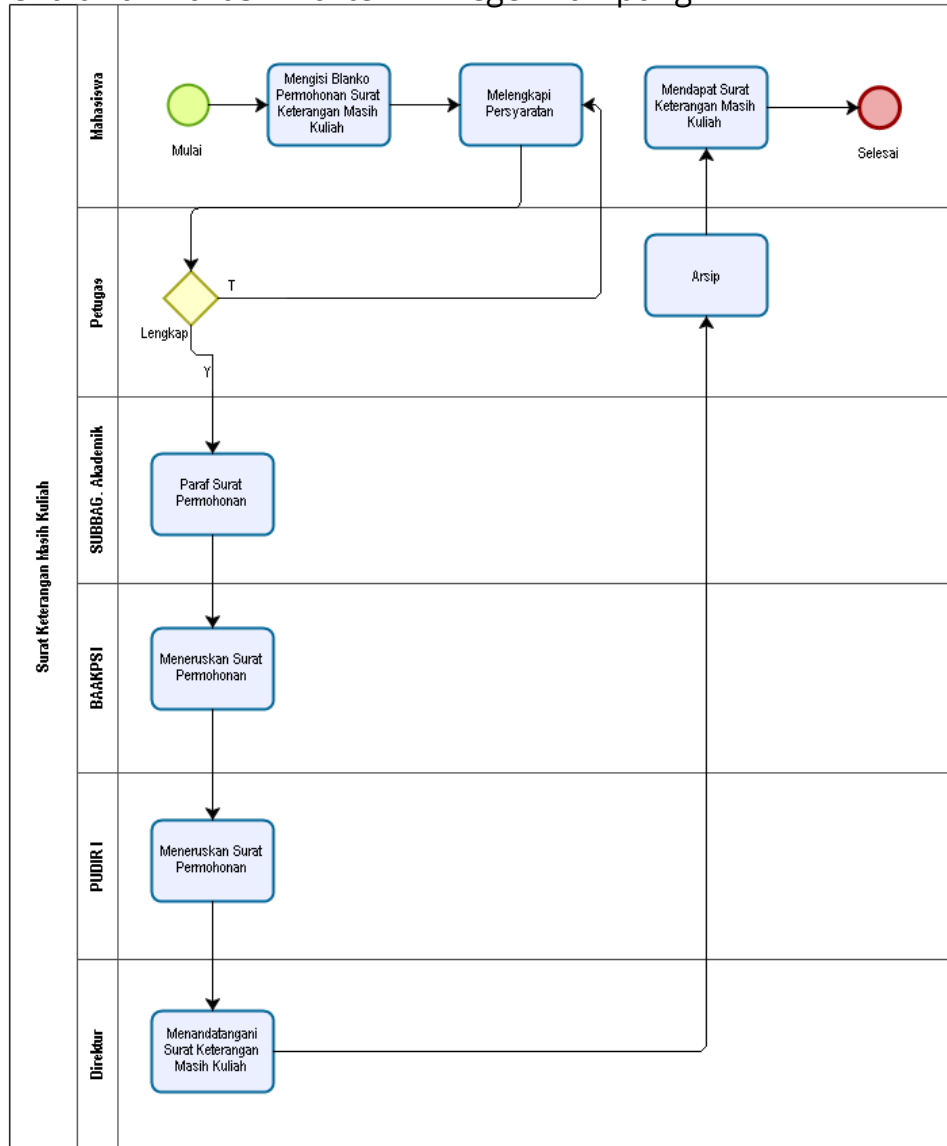 Surat Keterangan Masih Kuliah
Mahasiswa
Mulai
Mengisi Blanko
Permohonan Surat
Keterangan Masih
Kuliah
Melengkapi
Persyaratan
Mendapat Surat
Keterangan Masih
Kuliah
Selesai
Petugas
Lengkap
T
Y
Arsip
SUBBAG. Akademik
Paraf Surat
Permohonan
BAAKPSI
Meneruskan Surat
Permohonan
PUDIR I
Meneruskan Surat
Permohonan
Direktur
Menandatangani
Surat Keterangan
Masih Kuliah